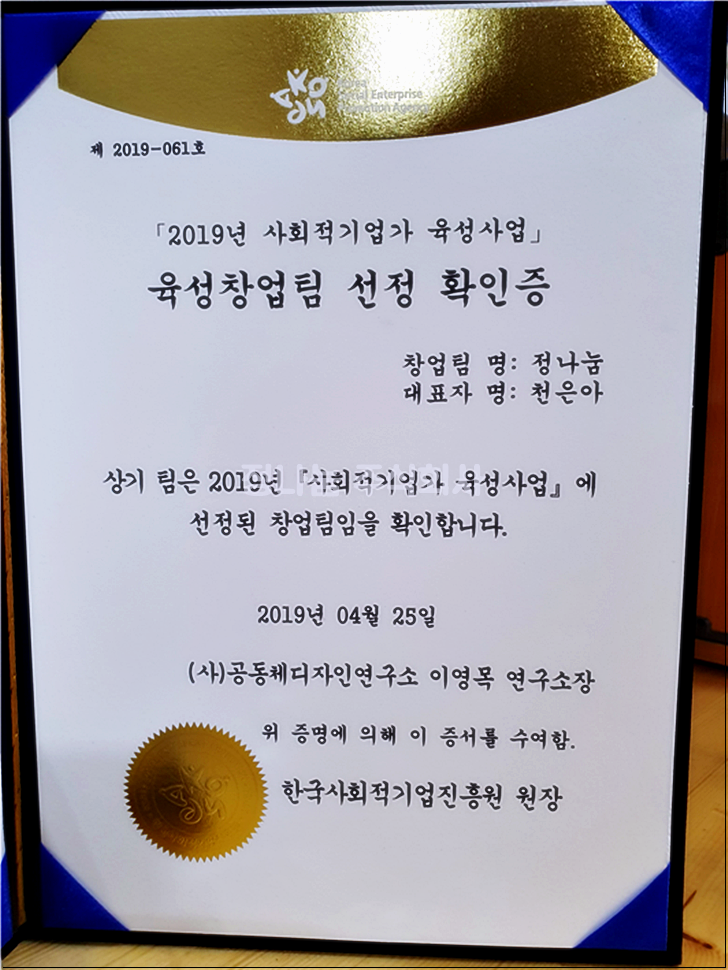 Enterprise
제 2019-061호
「2019년 사회적기업가 육성사업」
육성창업팀 선정 확인증
창업팀 명: 정나눔
대표자 명: 천은아
상기 팀은 2019년 『사회적기업가 육성사업』에
선정된 창업팀임을 확인합니다.
2019년 04월 25일
(사)공동체디자인연구소 이영목 연구소장
위 증명에 의해 이 증서를 수여함.
한국사회적기업진흥원 원장